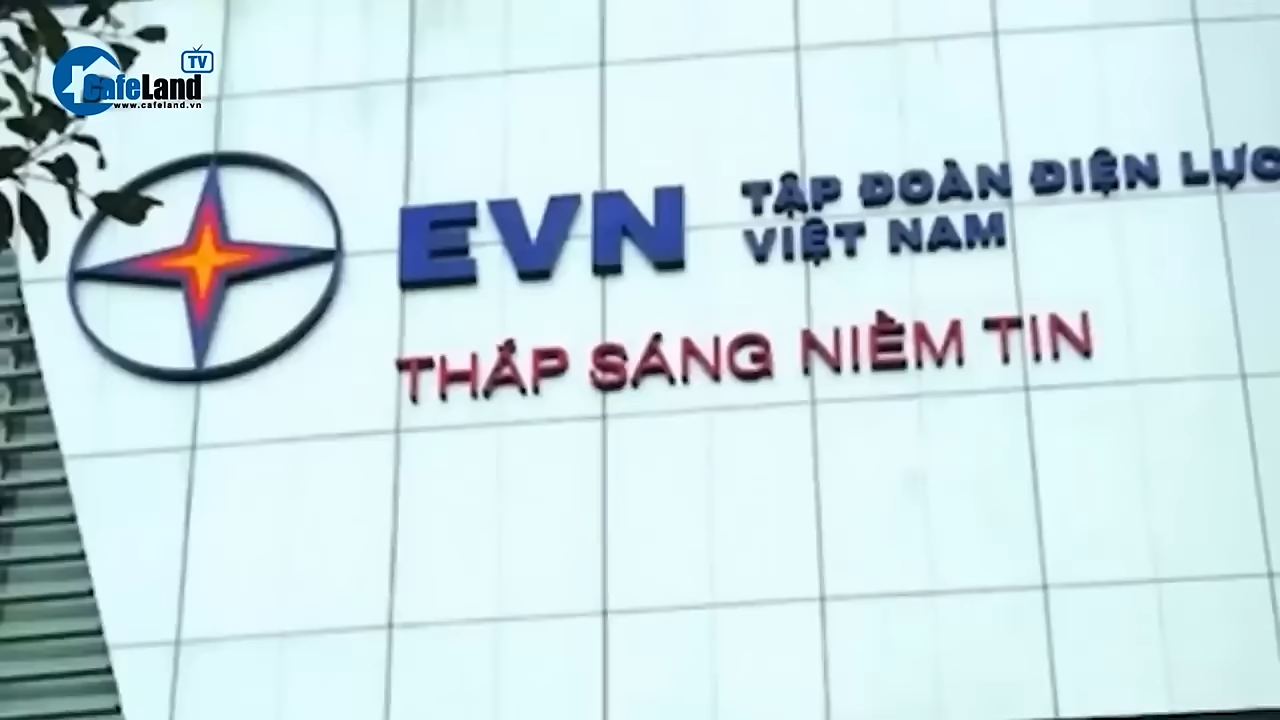 TV
CafeLand
www.cafeland.vn
EVN
TẬP ĐOÀN ĐIỆN LỰC
VIỆT NAM
THẮP SÁNG NIỀM TIN